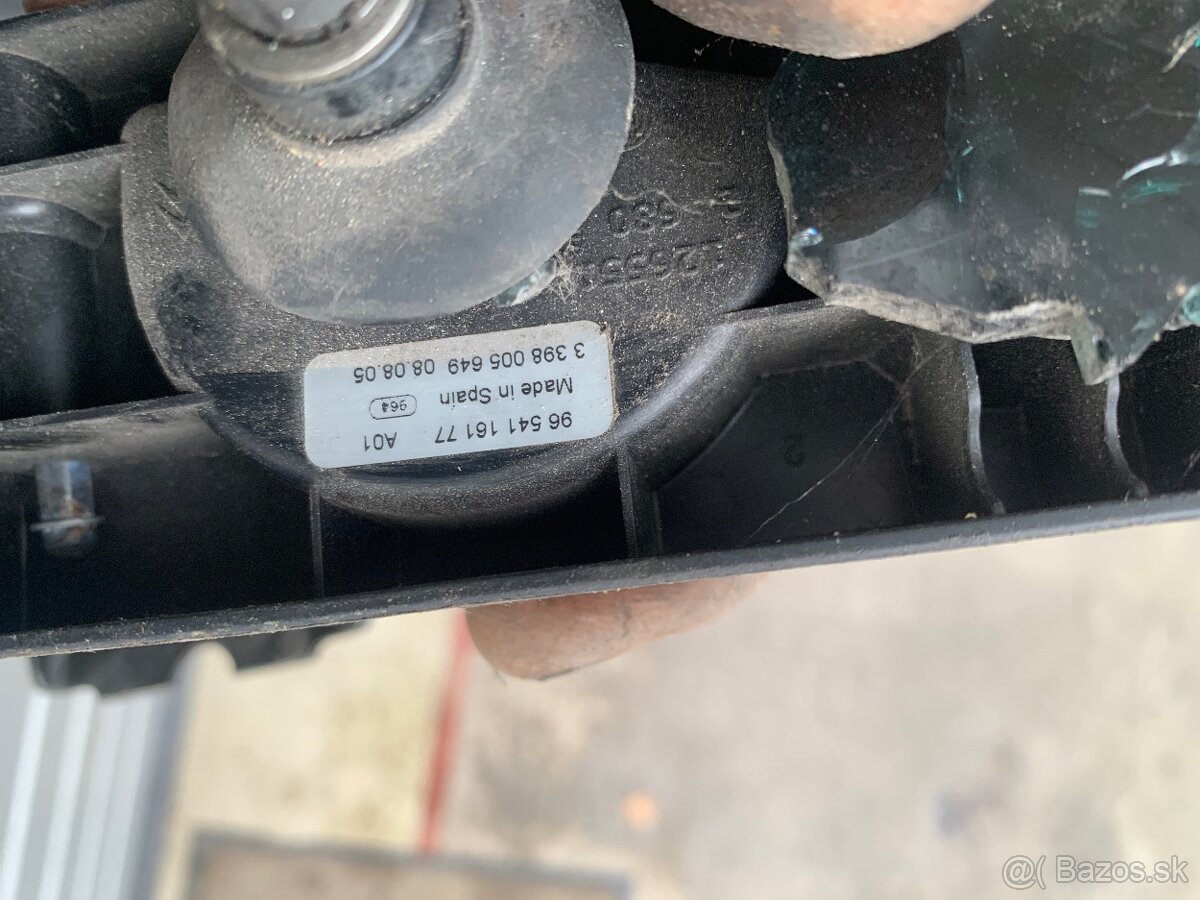 96 541 161 77 A01
Made in Spain 964
3 398 005 649 08.08.05
@( Bazos.sk